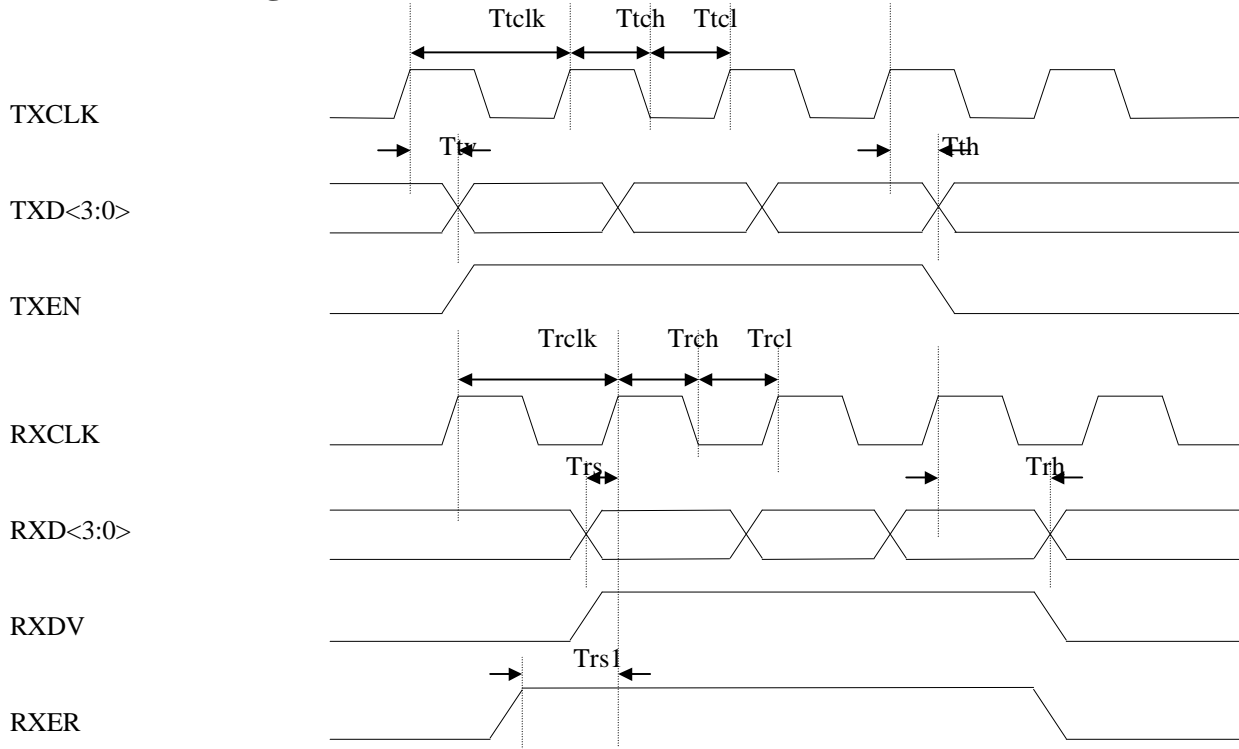 Ttclk Ttch Ttcl
TXCLK
Ttv Tth
TXD<3:0>
TXEN
Trclk Trch Trcl
RXCLK
Trs Trh
RXD<3:0>
RXDV
Trs1
RXER